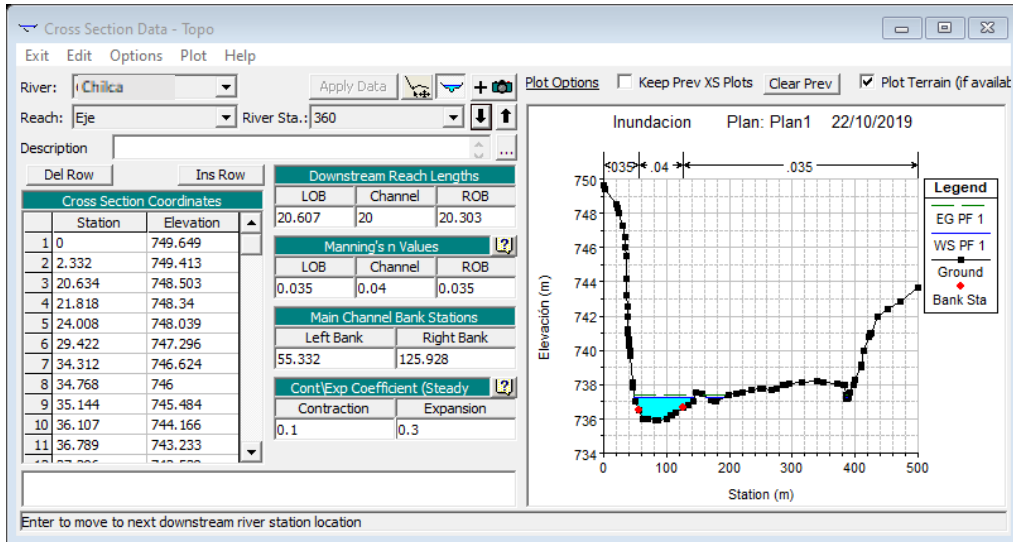 Cross Section Data - Topo
Exit Edit Options Plot Help
River: Chilca Apply Data + Plot Options Keep Prev XS Plots Clear Prev Plot Terrain (if availab
Reach: Eje River Sta.: 360
Description ...
Del Row Ins Row
Cross Section Coordinates
Station Elevation
1 0 749.649
2 2.332 749.413
3 20.634 748.503
4 21.818 748.34
5 24.008 748.039
6 29.422 747.296
7 34.312 746.624
8 34.768 746
9 35.144 745.484
10 36.107 744.166
11 36.789 743.233
Downstream Reach Lengths
LOB Channel ROB
20.607 20 20.303
Manning's n Values ?
LOB Channel ROB
0.035 0.04 0.035
Main Channel Bank Stations
Left Bank Right Bank
55.332 125.928
Cont\Exp Coefficient (Steady ?
Contraction Expansion
0.1 0.3
Enter to move to next downstream river station location
Inundacion Plan: Plan1 22/10/2019
.035 .04 .035
750
748
746
744
742
740
738
736
734
Elevación (m)
0 100 200 300 400 500
Station (m)
Legend
EG PF 1
WS PF 1
Ground
Bank Sta